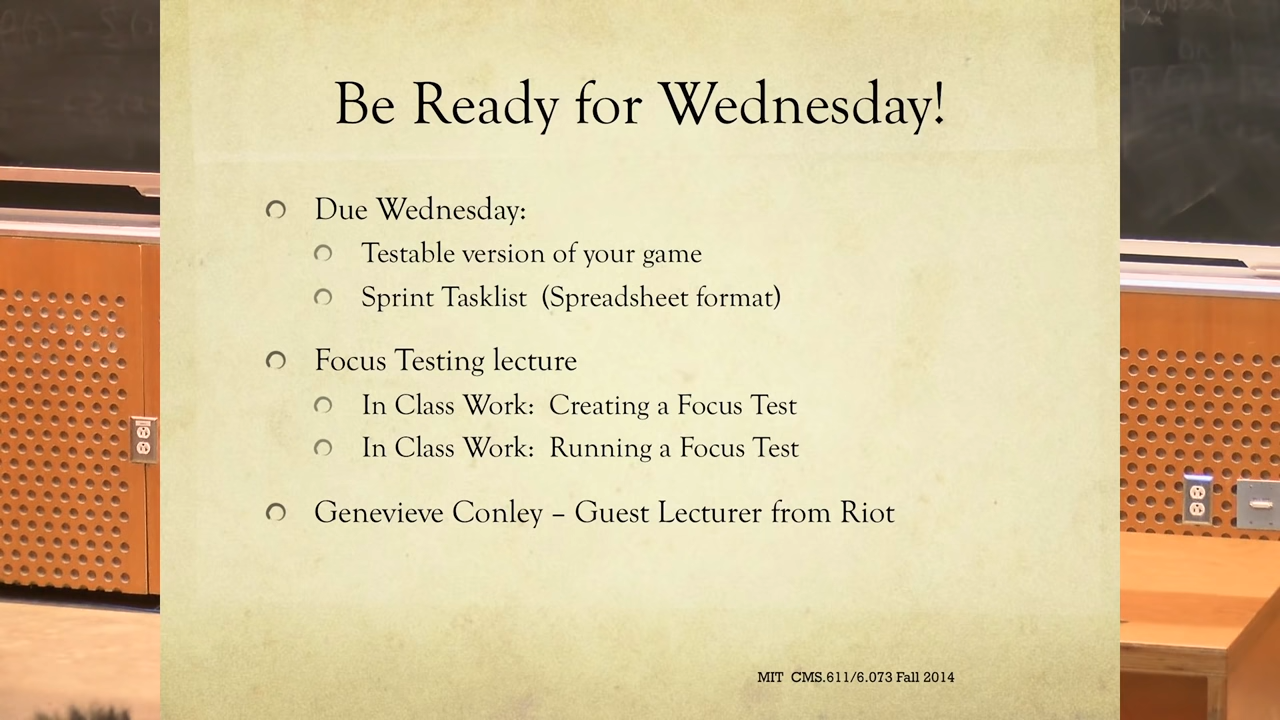 Be Ready for Wednesday!
Due Wednesday:
Testable version of your game
Sprint Tasklist (Spreadsheet format)
Focus Testing lecture
In Class Work: Creating a Focus Test
In Class Work: Running a Focus Test
Genevieve Conley – Guest Lecturer from Riot
MIT CMS.611/6.073 Fall 2014